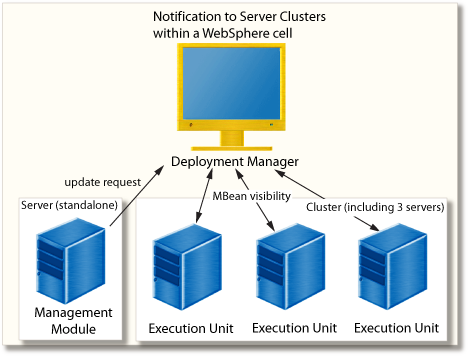 Notification to Server Clusters
within a WebSphere cell
Deployment Manager
update request
MBean visibility
Server (standalone)
Cluster (including 3 servers)
Management
Module
Execution Unit
Execution Unit
Execution Unit